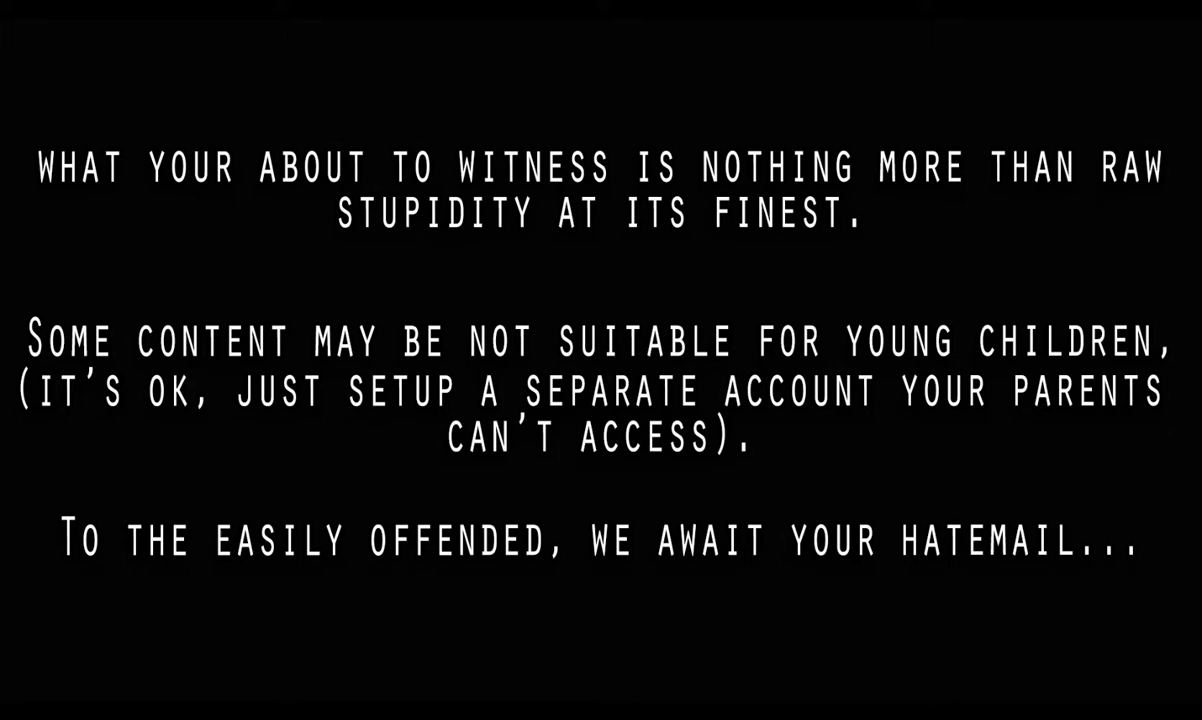 WHAT YOUR ABOUT TO WITNESS IS NOTHING MORE THAN RAW
STUPIDITY AT ITS FINEST.
SOME CONTENT MAY BE NOT SUITABLE FOR YOUNG CHILDREN,
(IT'S OK, JUST SETUP A SEPARATE ACCOUNT YOUR PARENTS
CAN'T ACCESS).
TO THE EASILY OFFENDED, WE AWAIT YOUR HATEMAIL...